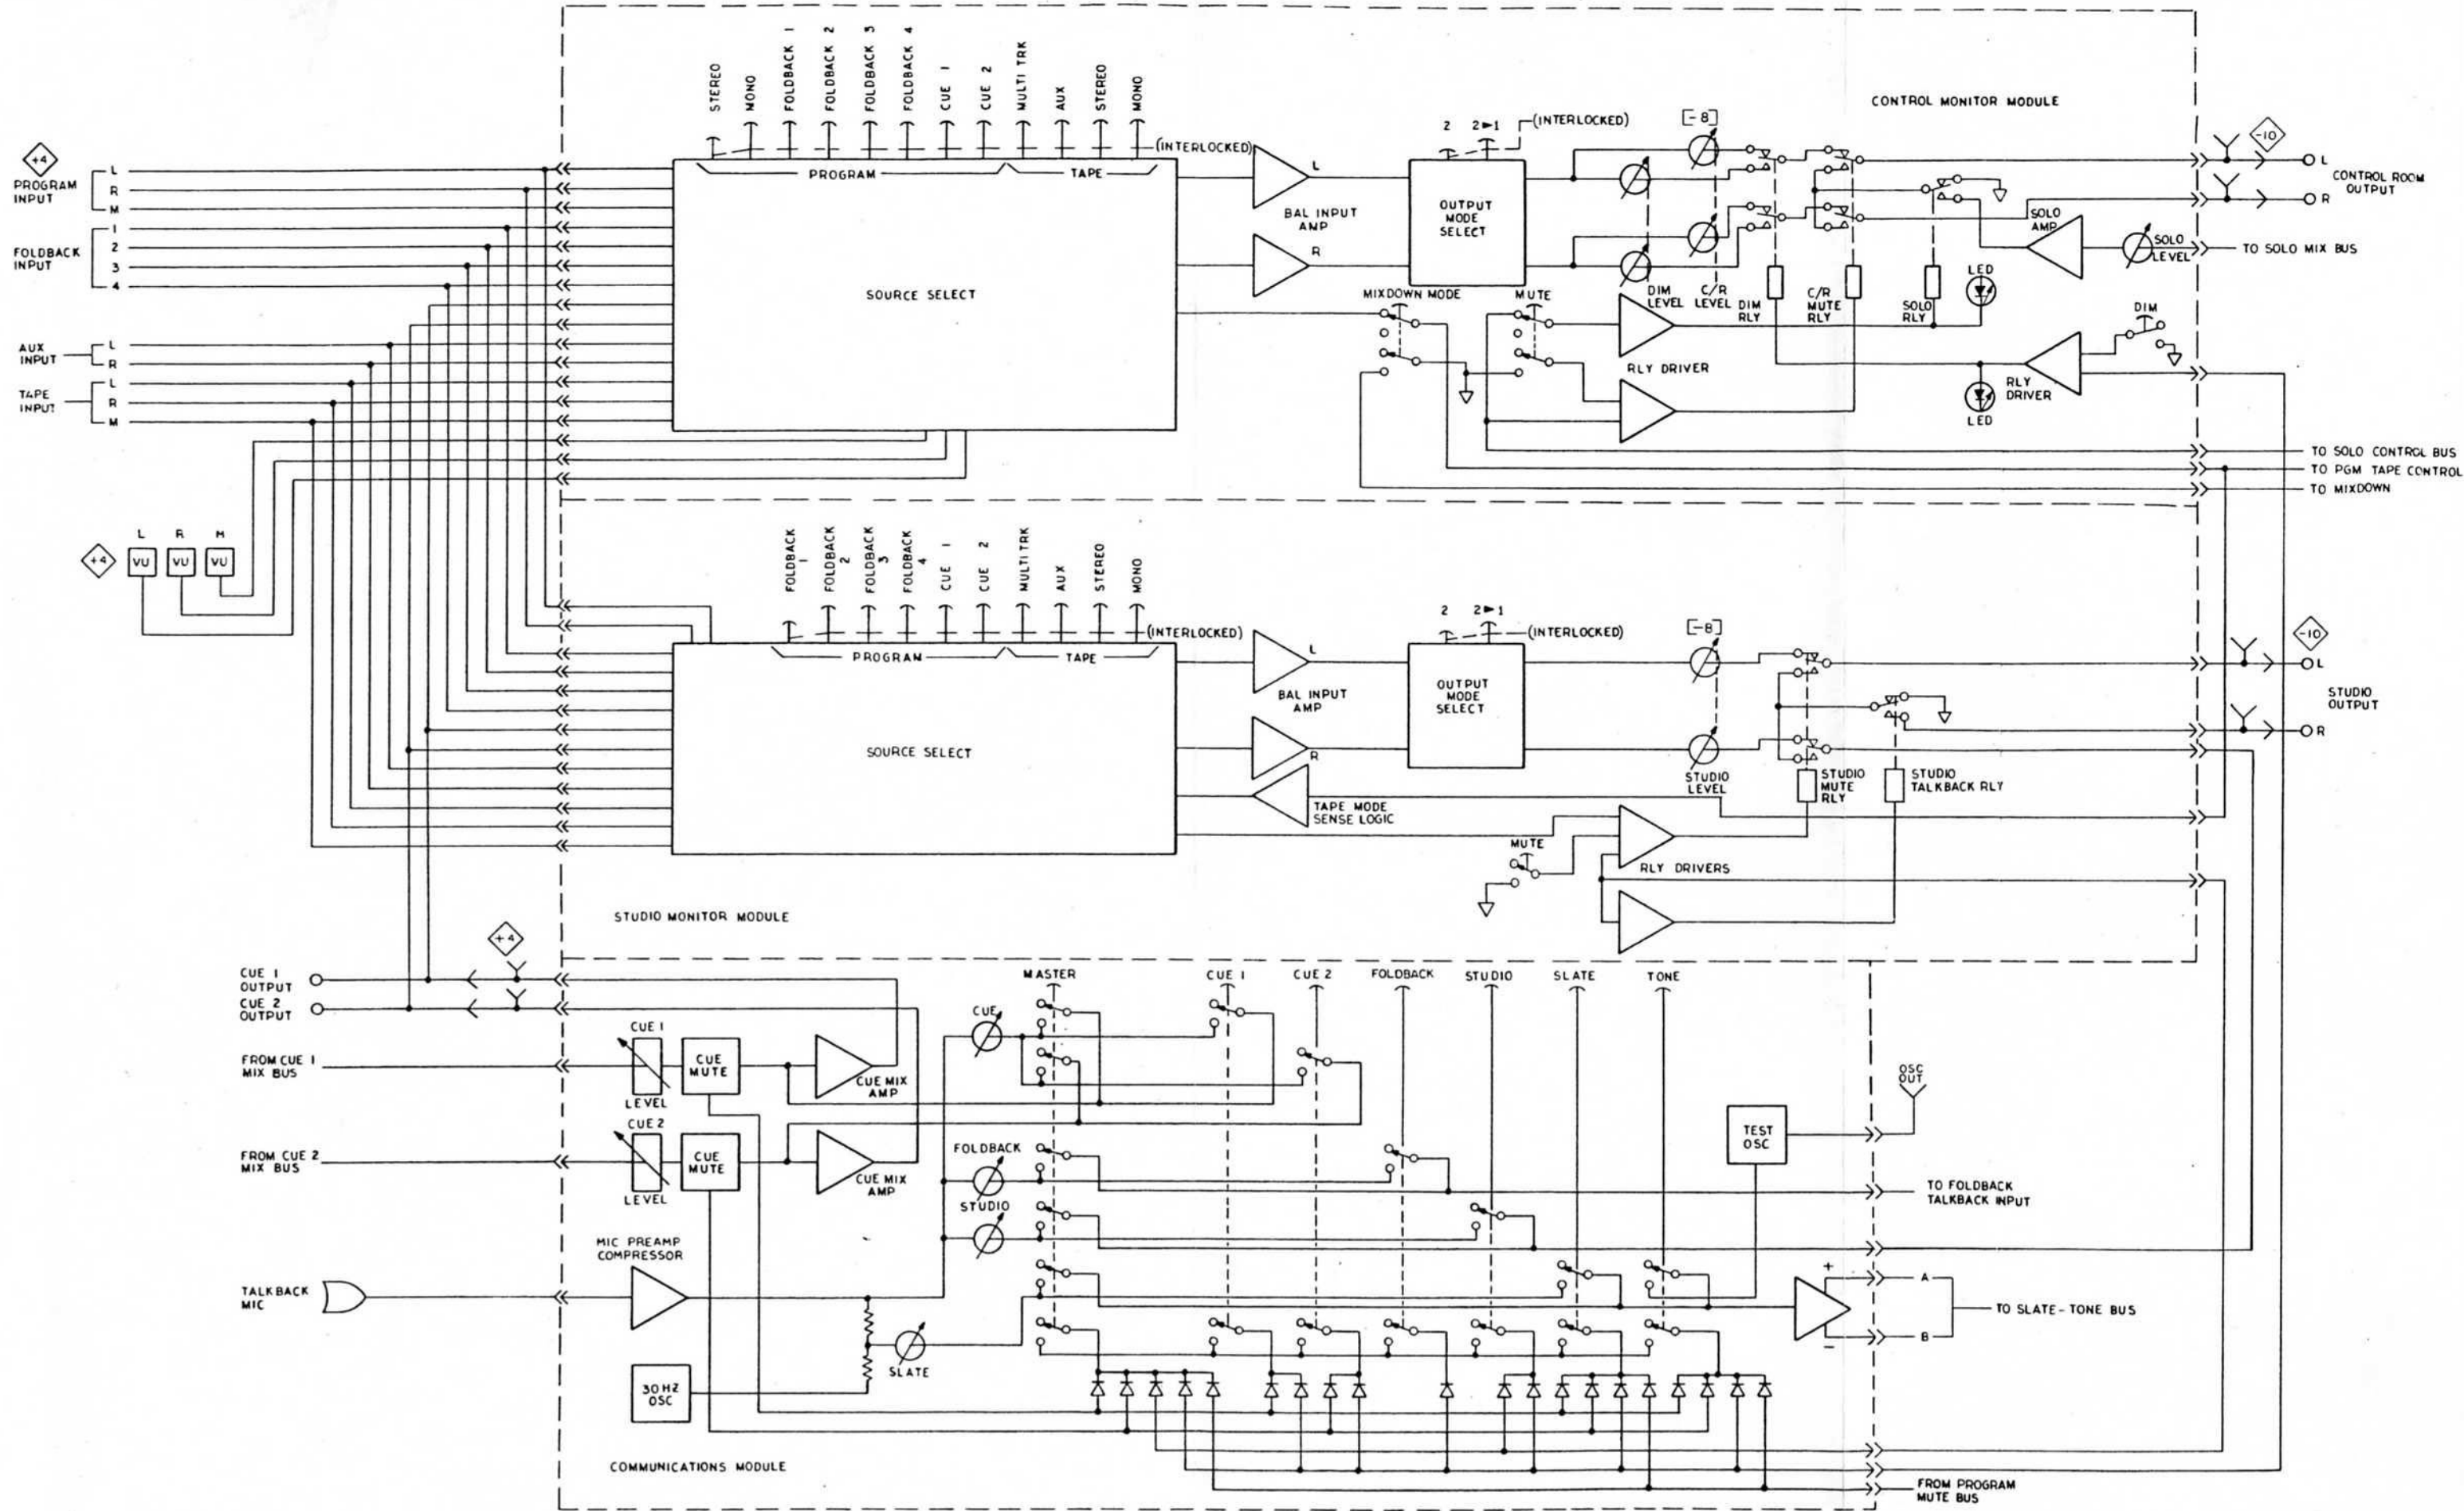 STEREO
MONO
FOLDBACK 1
FOLDBACK 2
FOLDBACK 3
FOLDBACK 4
CUE 1
CUE 2
MULTI TRK
AUX
STEREO
MONO
(INTERLOCKED)
PROGRAM
TAPE
CONTROL MONITOR MODULE
+4
PROGRAM
INPUT
L
R
M
FOLDBACK
INPUT
1
2
3
4
AUX
INPUT
L
R
TAPE
INPUT
L
R
M
SOURCE SELECT
L
BAL INPUT
AMP
R
2
2►1
(INTERLOCKED)
OUTPUT
MODE
SELECT
[-8]
DIM
LEVEL
C/R
LEVEL
DIM
RLY
C/R
MUTE
RLY
SOLO
RLY
LED
SOLO
AMP
SOLO
LEVEL
-10
L
CONTROL ROOM
OUTPUT
R
TO SOLO MIX BUS
MIXDOWN MODE
MUTE
RLY DRIVER
DIM
RLY
DRIVER
LED
TO SOLO CONTROL BUS
TO PGM TAPE CONTROL
TO MIXDOWN
+4
L
R
M
VU
VU
VU
FOLDBACK
1
FOLDBACK
2
FOLDBACK
3
FOLDBACK
4
CUE 1
CUE 2
MULTI TRK
AUX
STEREO
MONO
(INTERLOCKED)
PROGRAM
TAPE
SOURCE SELECT
L
BAL INPUT
AMP
R
TAPE MODE
SENSE LOGIC
2
2►1
(INTERLOCKED)
OUTPUT
MODE
SELECT
[-8]
STUDIO
LEVEL
STUDIO
MUTE
RLY
STUDIO
TALKBACK RLY
-10
L
STUDIO
OUTPUT
R
MUTE
RLY DRIVERS
STUDIO MONITOR MODULE
+4
CUE 1
OUTPUT
CUE 2
OUTPUT
FROM CUE 1
MIX BUS
CUE 1
LEVEL
CUE
MUTE
CUE MIX
AMP
FROM CUE 2
MIX BUS
CUE 2
LEVEL
CUE
MUTE
CUE MIX
AMP
MASTER
CUE 1
CUE 2
FOLDBACK
STUDIO
SLATE
TONE
CUE
FOLDBACK
STUDIO
TEST
OSC
OSC
OUT
TO FOLDBACK
TALKBACK INPUT
MIC PREAMP
COMPRESSOR
TALKBACK
MIC
SLATE
30 HZ
OSC
+
−
A
B
TO SLATE-TONE BUS
COMMUNICATIONS MODULE
FROM PROGRAM
MUTE BUS